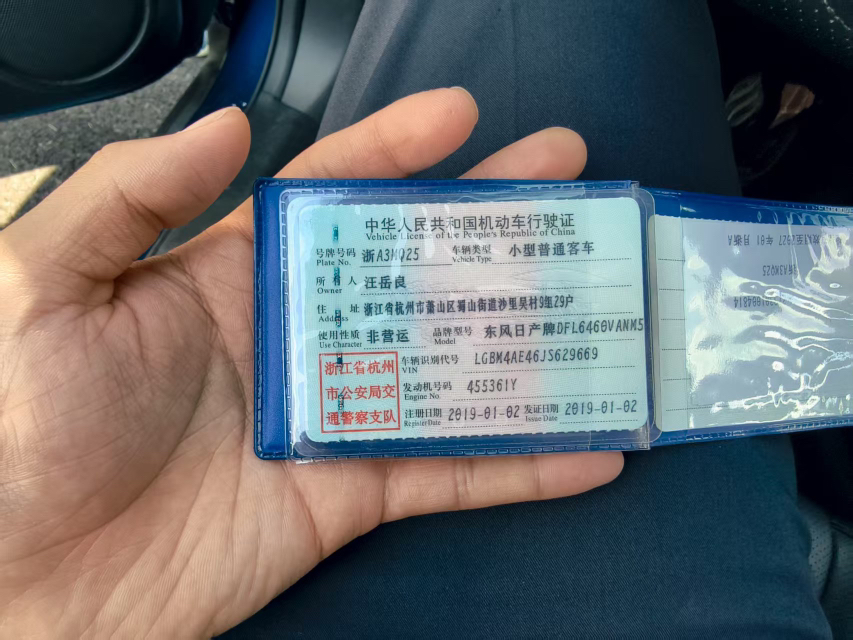 中华人民共和国机动车行驶证
Vehicle License of the People's Republic of China
号牌号码 浙A3MQ25 车辆类型 小型普通客车
Plate No. Vehicle Type
所有人 汪岳良
Owner
住址 浙江省杭州市萧山区蜀山街道沙里吴村9组29户
Address
使用性质 非营运 品牌型号 东风日产牌DFL6460VANM5
Use Character Model
浙江省杭州
市公安局交
通警察支队
车辆识别代号 LGBM4AE46JS629669
VIN
发动机号码 455361Y
Engine No.
注册日期 2019-01-02 发证日期 2019-01-02
Register Date Issue Date